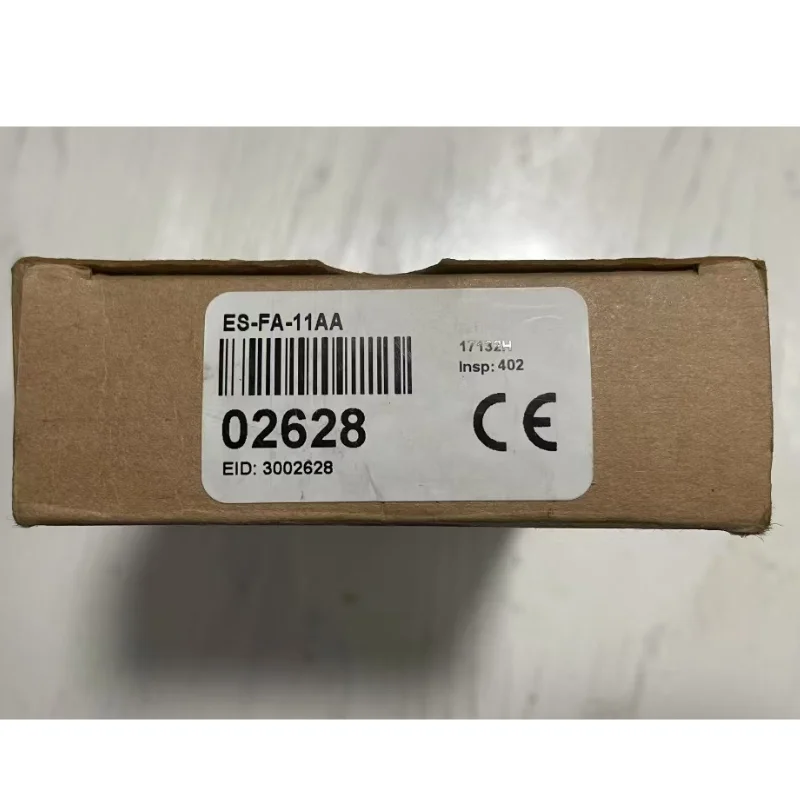 ES-FA-11AA
02628
EID: 3002628
17132H
Insp: 402
CE